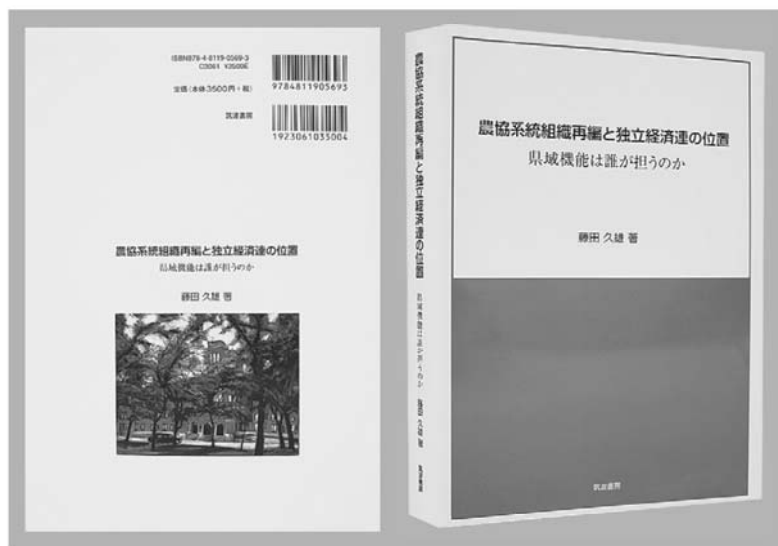 ISBN978-4-8119-0569-3
C3061 ¥3500E
定価(本体3500円+税)
筑波書房
9784811905693
1923061035004
農協系統組織再編と独立経済連の位置
県域機能は誰が担うのか
藤田 久雄 著
農協系統組織再編と独立経済連の位置
県域機能は誰が担うのか
藤田 久雄 著
筑波書房
農協系統組織再編と独立経済連の位置
県域機能は誰が担うのか
藤田 久雄 著
筑波書房